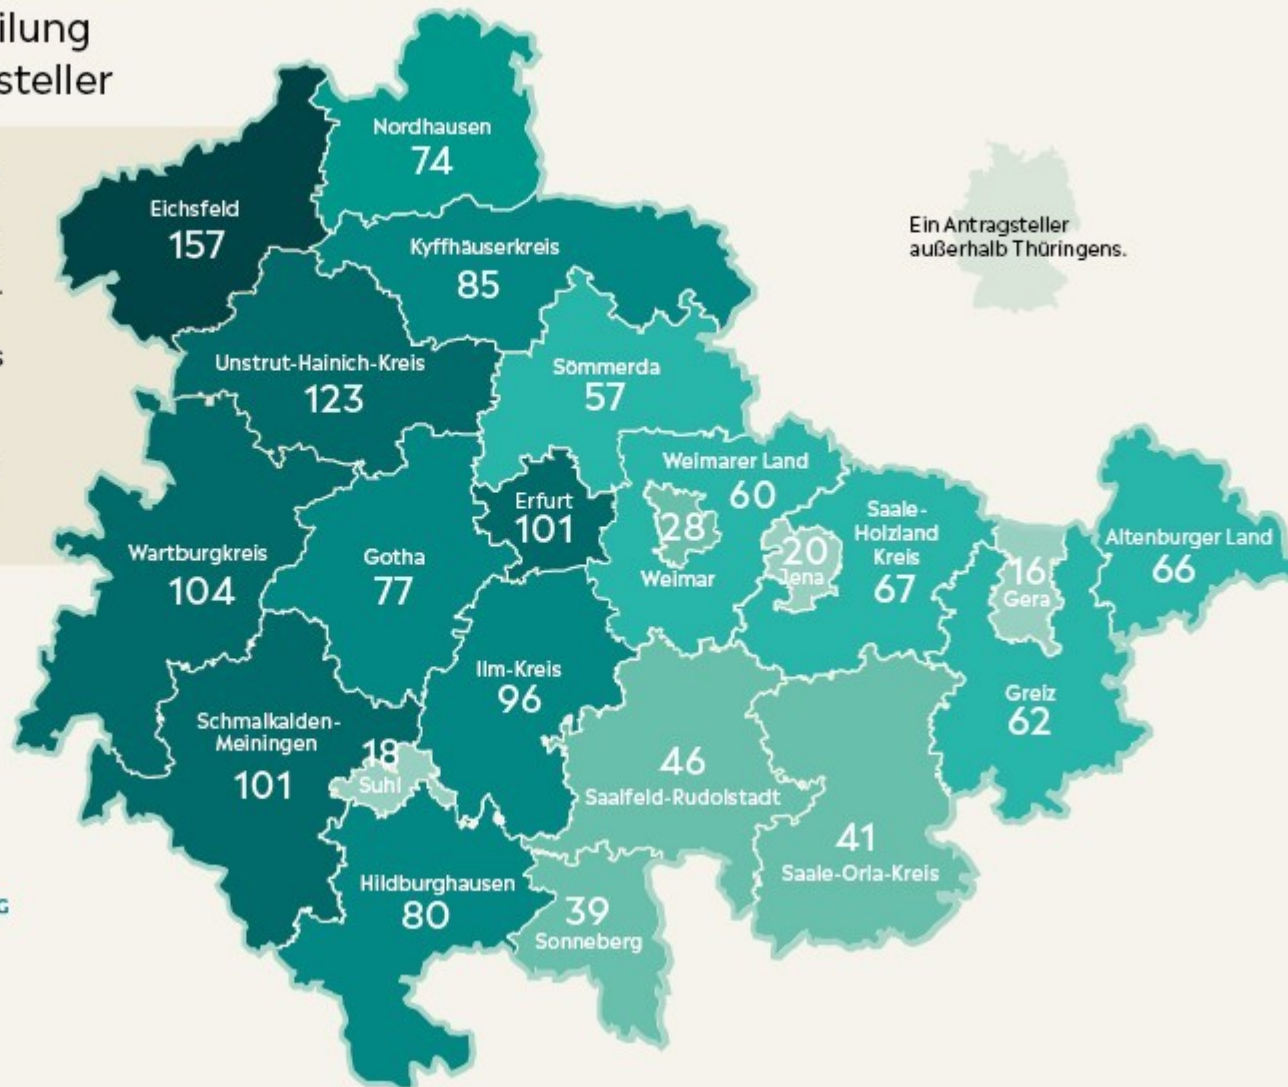 ilung
steller
Nordhausen
74
Eichsfeld
157
Kyffhäuserkreis
85
Ein Antragsteller
außerhalb Thüringens.
Unstrut-Hainich-Kreis
123
Sömmerda
57
Weimarer Land
60
Erfurt
101
28
Weimar
Saale-
Holzland
Kreis
67
20
Jena
16
Gera
Altenburger Land
66
Wartburgkreis
104
Gotha
77
Ilm-Kreis
96
Greiz
62
Schmalkalden-
Meiningen
101
18
Suhl
46
Saalfeld-Rudolstadt
41
Saale-Orla-Kreis
Hildburghausen
80
39
Sonneberg
G